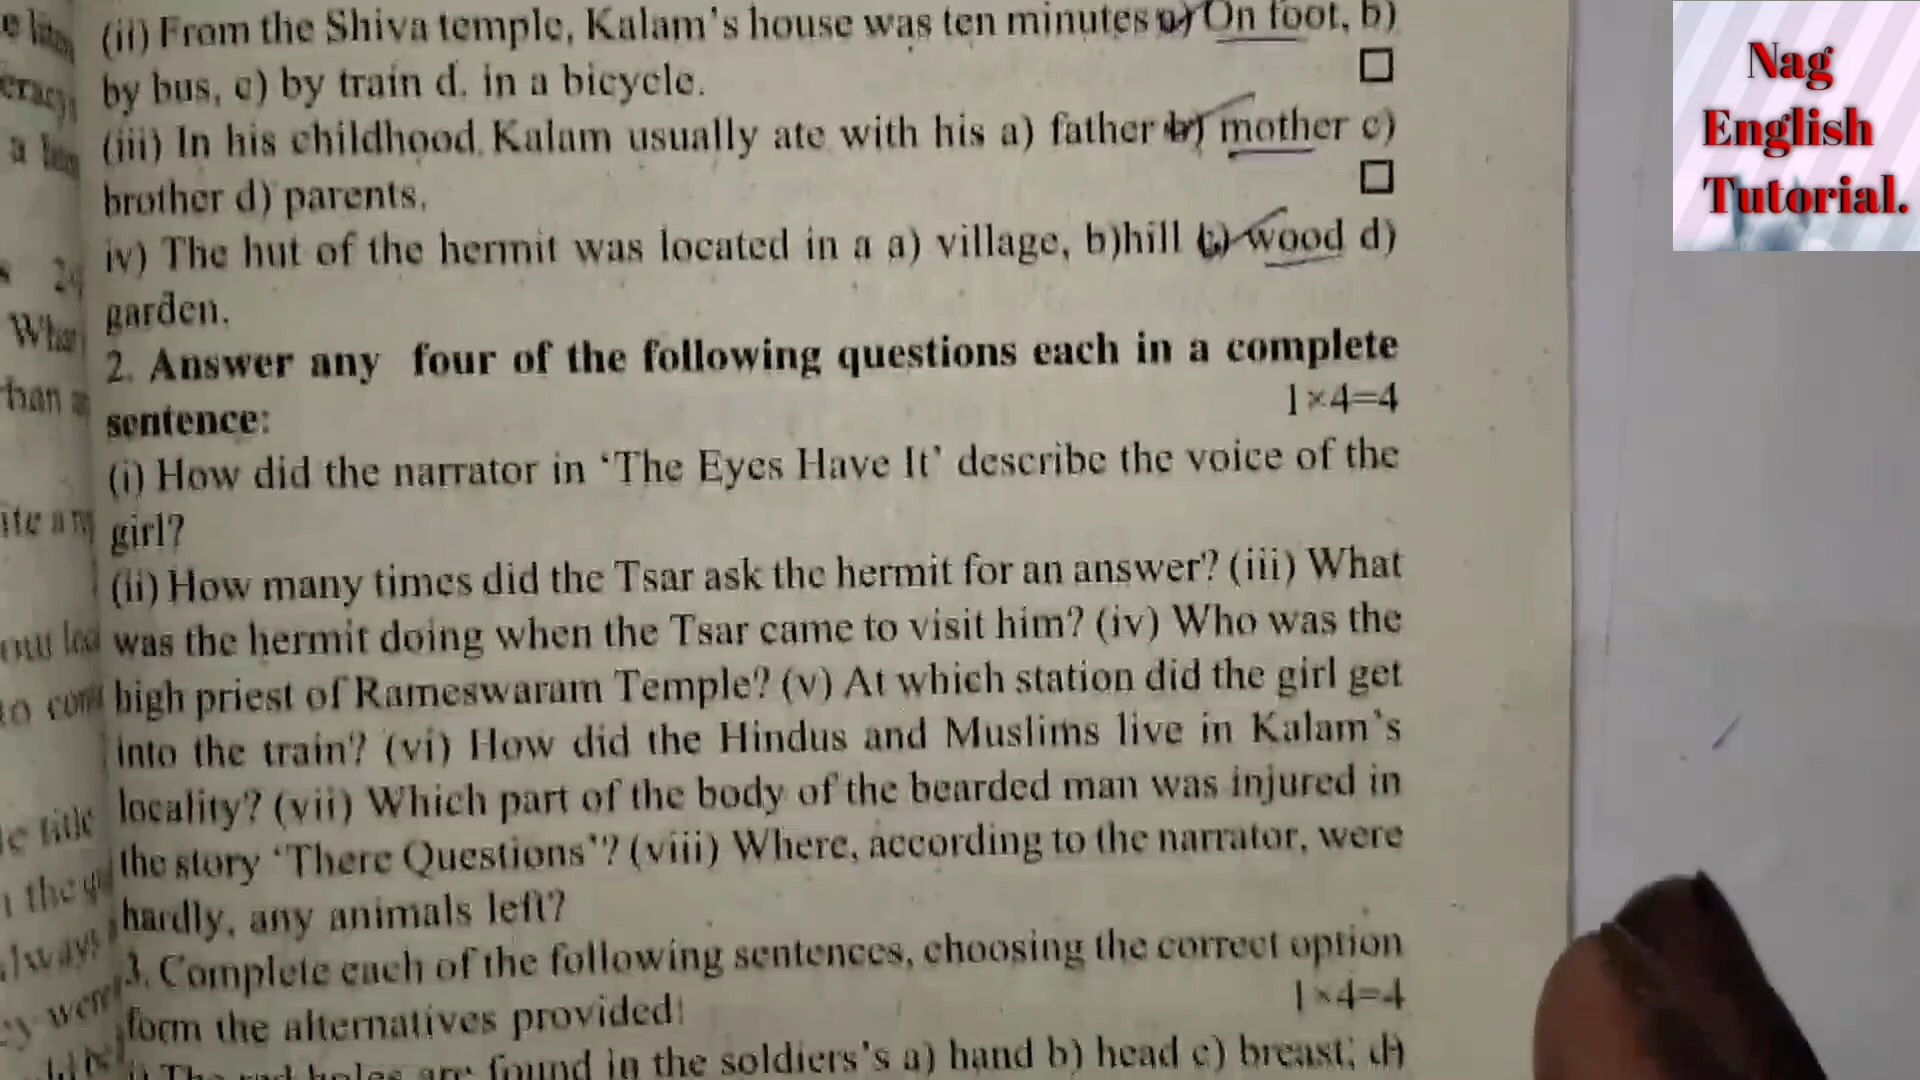 (ii) From the Shiva temple, Kalam's house was ten minutes a) On foot, b)
by bus, c) by train d. in a bicycle.
(iii) In his childhood Kalam usually ate with his a) father b) mother c)
brother d) parents.
iv) The hut of the hermit was located in a a) village, b)hill c) wood d)
garden.
2. Answer any four of the following questions each in a complete
sentence:
1×4=4
(i) How did the narrator in 'The Eyes Have It' describe the voice of the
girl?
(ii) How many times did the Tsar ask the hermit for an answer? (iii) What
was the hermit doing when the Tsar came to visit him? (iv) Who was the
high priest of Rameswaram Temple? (v) At which station did the girl get
into the train? (vi) How did the Hindus and Muslims live in Kalam's
locality? (vii) Which part of the body of the bearded man was injured in
the story 'There Questions'? (viii) Where, according to the narrator, were
hardly, any animals left?
3. Complete each of the following sentences, choosing the correct option
form the alternatives provided:
1×4=4
i) The red holes are found in the soldiers's a) hand b) head c) breast; d)
Nag
English
Tutorial.